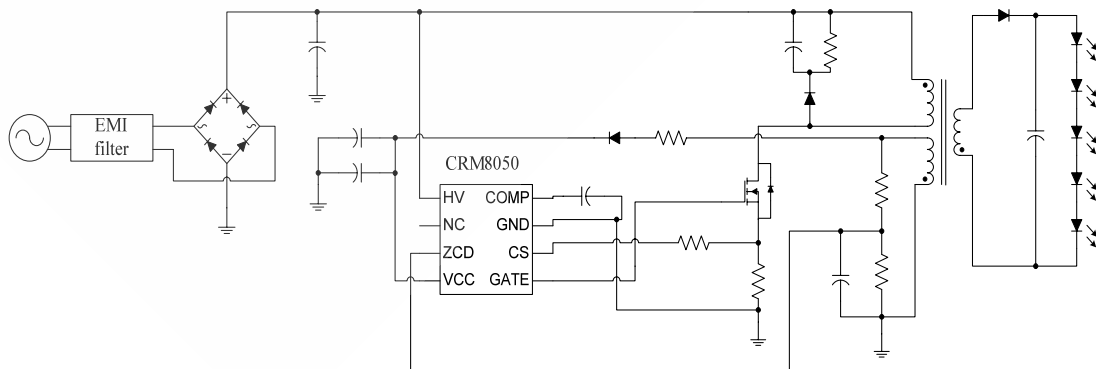 EMI
filter
CRM8050
HV COMP
NC GND
ZCD CS
VCC GATE